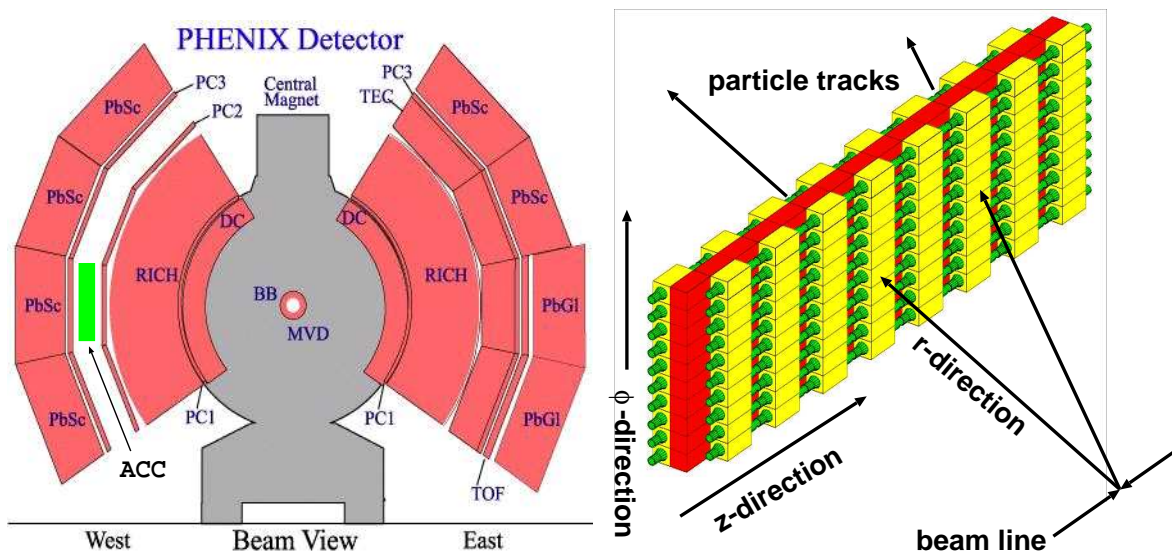 PHENIX Detector
PC3
PC2
Central
Magnet
PC3
TEC
PbSc
PbSc
PbSc
PbSc
PbSc
PbSc
DC
DC
RICH
RICH
BB
MVD
PbGl
PbGl
PC1
PC1
ACC
TOF
West
Beam View
East
particle tracks
ϕ-direction
r-direction
z-direction
beam line